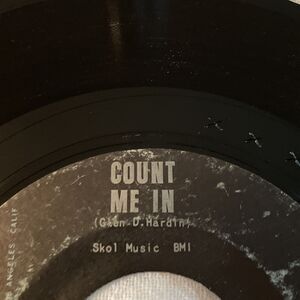 COUNT
ME IN
(Glen D.Hardin)
Skol Music BMI
ANGELES CALIF